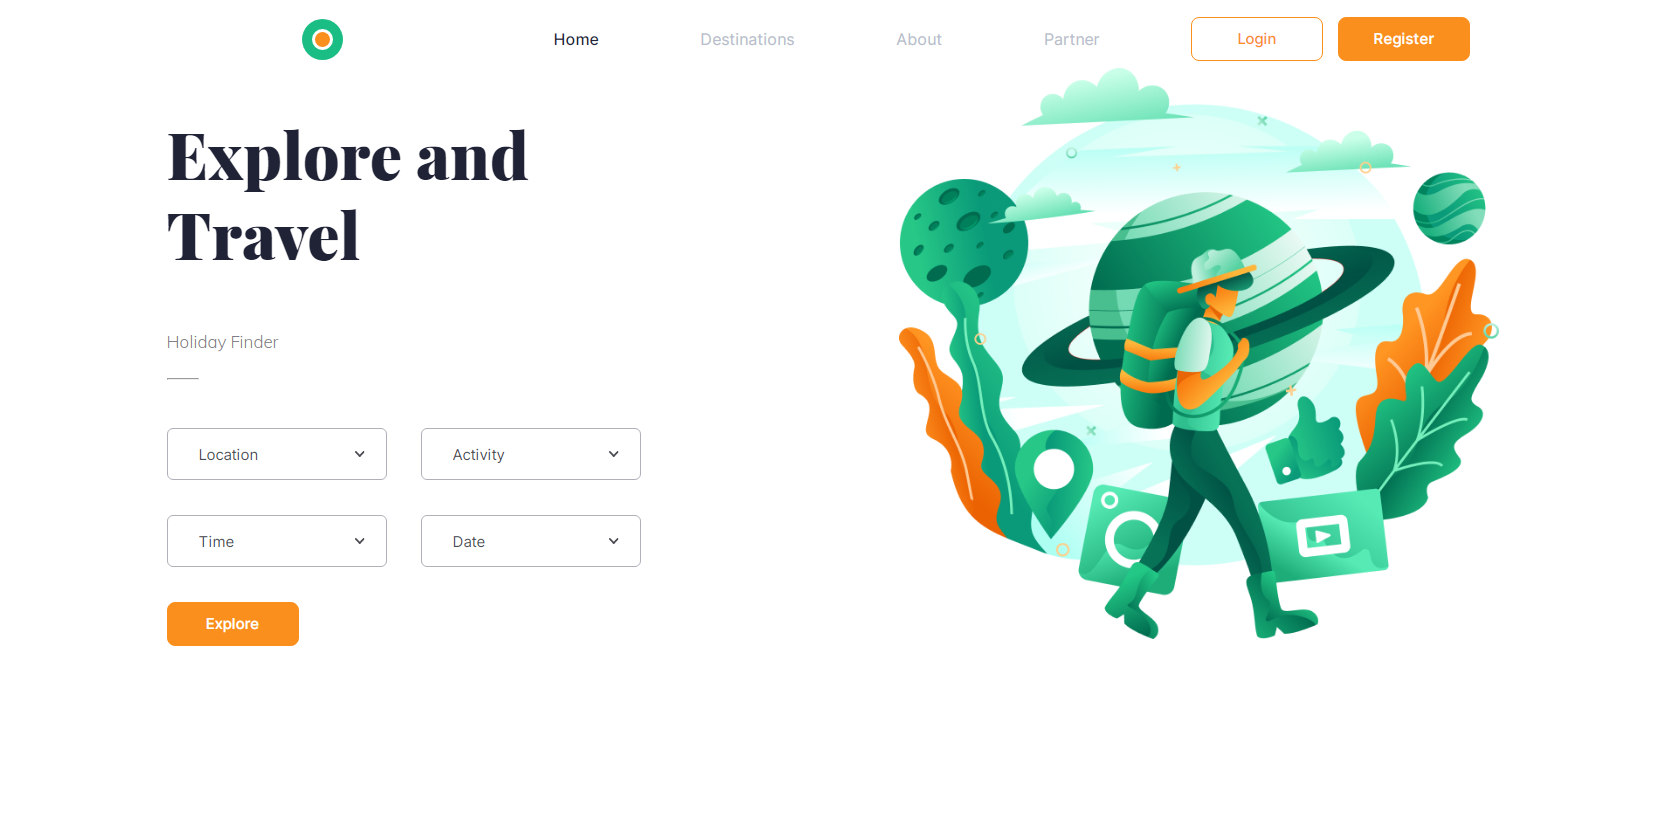 Home Destinations About Partner Login Register
Explore and
Travel
Holiday Finder
Location Activity
Time Date
Explore